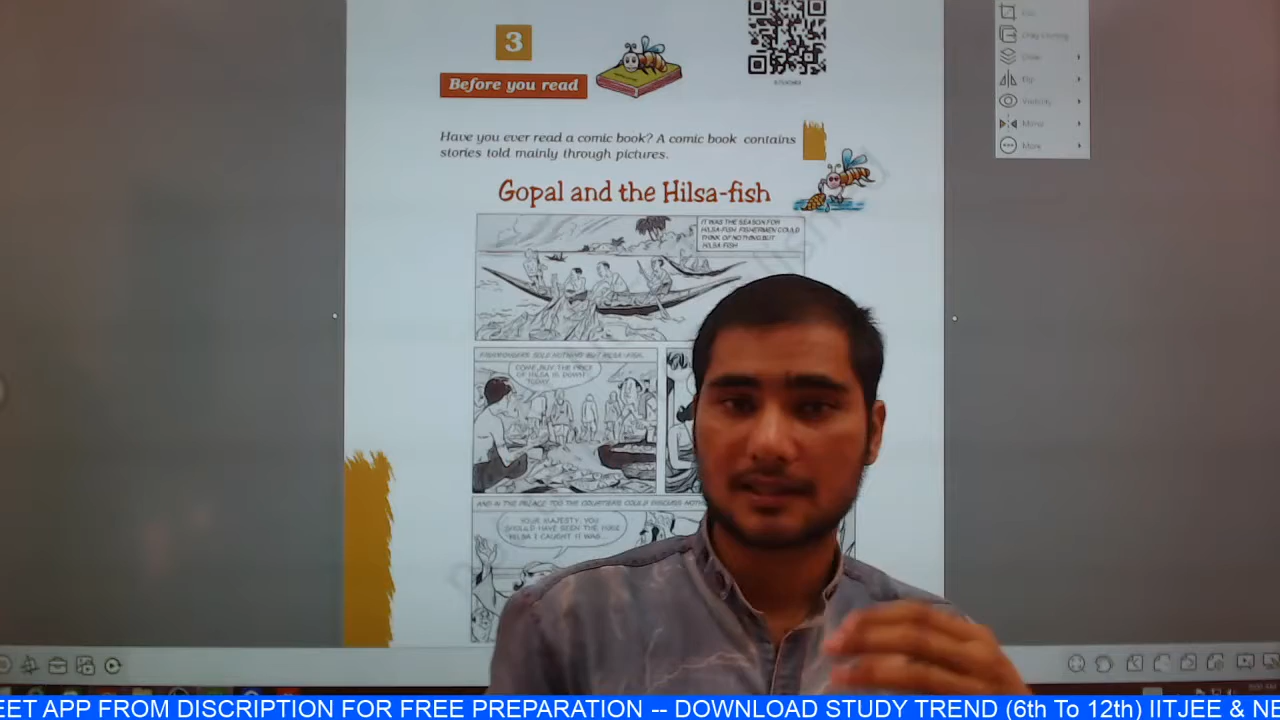 3
Before you read
Have you ever read a comic book? A comic book contains
stories told mainly through pictures.
Gopal and the Hilsa-fish
IT WAS THE SEASON FOR
HILSA-FISH. FISHERMEN COULD
THINK OF NOTHING BUT
HILSA-FISH
FISHMONGERS SOLD NOTHING BUT HILSA-FISH.
COME, BUY. THE PRICE
OF HILSA IS DOWN
TODAY.
AND IN THE PALACE TOO THE COURTIERS COULD DISCUSS
YOUR MAJESTY, YOU
SHOULD HAVE SEEN THE HUGE
HILSA I CAUGHT. IT WAS...
More
EET APP FROM DISCRIPTION FOR FREE PREPARATION -- DOWNLOAD STUDY TREND (6th To 12th) IITJEE & NE